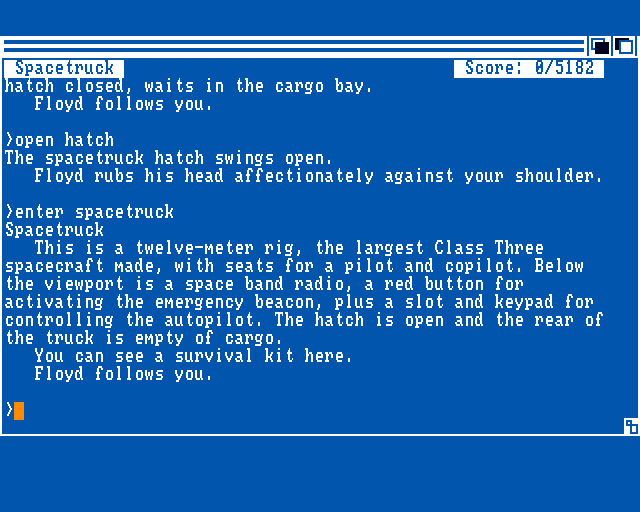 Spacetruck Score: 0/5182
hatch closed, waits in the cargo bay.
Floyd follows you.
>open hatch
The spacetruck hatch swings open.
Floyd rubs his head affectionately against your shoulder.
>enter spacetruck
Spacetruck
This is a twelve-meter rig, the largest Class Three
spacecraft made, with seats for a pilot and copilot. Below
the viewport is a space band radio, a red button for
activating the emergency beacon, plus a slot and keypad for
controlling the autopilot. The hatch is open and the rear of
the truck is empty of cargo.
You can see a survival kit here.
Floyd follows you.
>